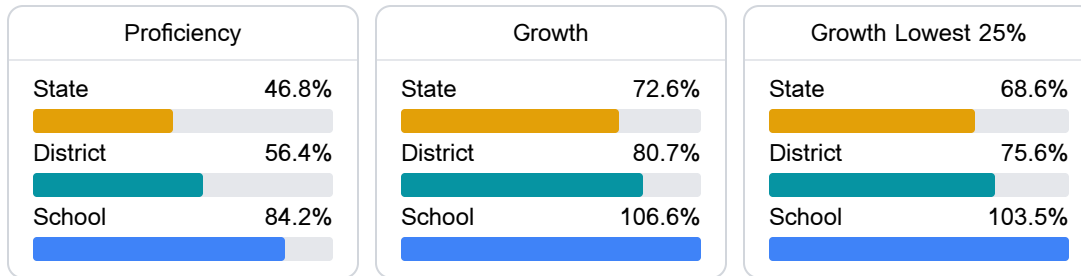 Proficiency
State 46.8%
District 56.4%
School 84.2%
Growth
State 72.6%
District 80.7%
School 106.6%
Growth Lowest 25%
State 68.6%
District 75.6%
School 103.5%